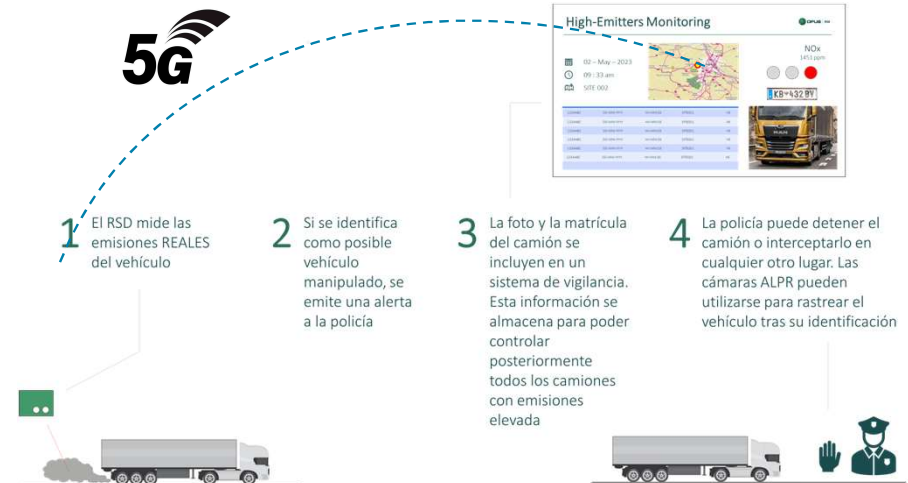 5G
High-Emitters Monitoring
OPUS
NOx
1453 ppm
02 – May – 2023
09 : 33 am
SITE 002
KB 432 BY
1 El RSD mide las
emisiones REALES
del vehículo
2 Si se identifica
como posible
vehículo
manipulado, se
emite una alerta
a la policía
3 La foto y la matrícula
del camión se
incluyen en un
sistema de vigilancia.
Esta información se
almacena para poder
controlar
posteriormente
todos los camiones
con emisiones
elevada
4 La policía puede detener el
camión o interceptarlo en
cualquier otro lugar. Las
cámaras ALPR pueden
utilizarse para rastrear el
vehículo tras su identificación